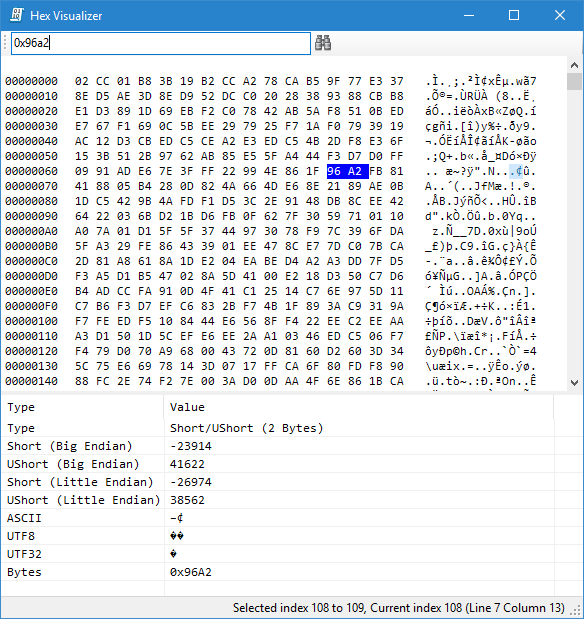 Hex Visualizer
0x96a2
00000000 02 CC 01 B8 3B 19 B2 CC A2 78 CA B5 9F 77 E3 37 .Ì.¸;.²Ì¢xÊµ.wã7
00000010 8E D5 AE 3D 8E D9 52 DC C0 20 28 38 93 88 CB B8 .Õ®=.ÙRÜÀ (8..Ë¸
00000020 E1 D3 89 1D 69 EB F2 C0 78 42 AB 5A F8 51 0B ED áÓ..iëòÀxB«ZøQ.í
00000030 E7 67 F1 69 0C 5B EE 29 79 25 F7 1A F0 79 39 19 çgñi.[î)y%÷.ðy9.
00000040 AC 12 D3 CB ED CF C5 A2 E3 ED C5 4B 2D F8 E3 6F ¬.ÓËíÏÅ¢ãíÅK-øão
00000050 15 3B 51 2B 97 62 AB 85 E5 5F A4 44 F3 D7 D0 FF .;Q+.b«.å_¤Dó×Ðÿ
00000060 09 91 AD E6 7E 3F FF 22 99 4E 86 1F 96 A2 FB 81 ..­æ~?ÿ".N...¢û.
00000070 41 88 05 B4 28 0D 82 4A 66 4D 6E 8E 21 89 AE 0B A..´(..JfMæ.!.®.
00000080 1D C5 42 9B 4A FD F1 D5 3C 2E 91 48 DB 8C EE 42 .ÅB.JýñÕ<..HÛ.îB
00000090 64 22 03 6B D2 1B D6 FB 0F 62 7F 30 59 71 01 10 d".kÒ.Öû.b.0Yq..
000000A0 A0 7A 01 D1 5F 5F 37 44 97 30 78 F9 7C 39 6F DA z.Ñ__7D.0xù|9oÚ
000000B0 5F A3 29 FE 86 43 39 01 EE 47 8C E7 7D C0 7B CA _£)þ.C9.îG.ç}À{Ê
000000C0 2D 81 A8 61 8A 1D E2 04 EA BE D4 A2 A3 DD 7F D5 -.¨a..â.ê¾Ô¢£Ý.Õ
000000D0 F3 A5 D1 B5 47 02 8A 5D 41 00 E2 18 D3 50 C7 D6 ó¥ÑµG..]A.â.ÓPÇÖ
000000E0 B4 AD CC FA 91 0D 4F 41 C1 25 14 C7 6E 97 5D 11 ´­Ìú..OAÁ%.Çn.].
000000F0 C7 B6 F3 D7 EF C6 83 2B F7 4B 1F 89 3A C9 31 9A Ç¶ó×ïÆ.+÷K..:É1.
00000100 F7 FE ED F5 10 84 44 E6 56 8F F4 22 EE C2 EE AA ÷þíõ..DæV.ô"îÂîª
00000110 A3 D1 50 1D 5C EF E6 EE 2A A1 03 46 ED C5 06 F7 £ÑP.\ïæî*¡.FíÅ.÷
00000120 F4 79 D0 70 A9 68 00 43 72 0D 81 60 D2 60 3D 34 ôyÐp©h.Cr..`Ò`=4
00000130 5C 75 E6 69 78 14 3D 07 17 FF CA 6F 80 FD F8 90 \uæix.=..ÿÊo.ýø.
00000140 88 FC 2E 74 F2 7E 00 3A D0 0D AA 4F 6E 86 1B CA .ü.tò~.:Ð.ªOn..Ê
Type Value
Type Short/UShort (2 Bytes)
Short (Big Endian) -23914
UShort (Big Endian) 41622
Short (Little Endian) -26974
UShort (Little Endian) 38562
ASCII –¢
UTF8 ��
UTF32 �
Bytes 0x96A2
Selected index 108 to 109, Current index 108 (Line 7 Column 13)